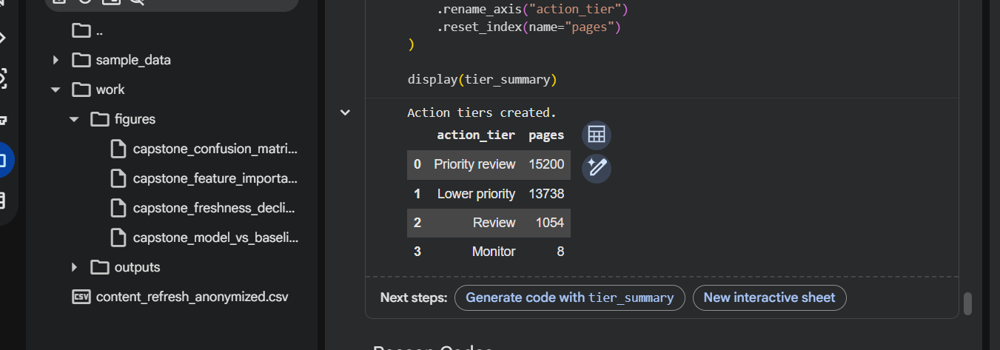 ..
sample_data
work
figures
capstone_confusion_matri...
capstone_feature_importa...
capstone_freshness_decli...
capstone_model_vs_baseli...
outputs
CSV content_refresh_anonymized.csv
.rename_axis("action_tier")
.reset_index(name="pages")
)
display(tier_summary)
Action tiers created.
action_tier pages
0 Priority review 15200
1 Lower priority 13738
2 Review 1054
3 Monitor 8
Next steps: Generate code with tier_summary New interactive sheet